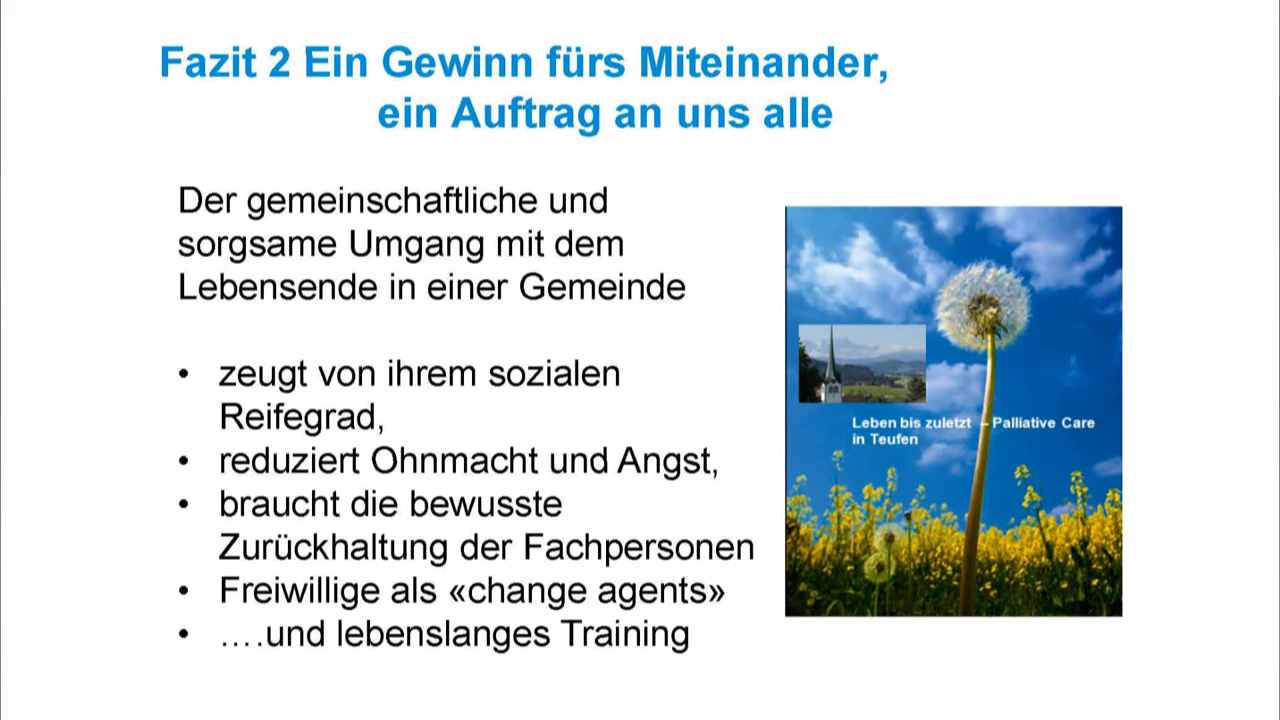 Fazit 2 Ein Gewinn fürs Miteinander,
ein Auftrag an uns alle
Der gemeinschaftliche und
sorgsame Umgang mit dem
Lebensende in einer Gemeinde
• zeugt von ihrem sozialen
Reifegrad,
• reduziert Ohnmacht und Angst,
• braucht die bewusste
Zurückhaltung der Fachpersonen
• Freiwillige als «change agents»
• ….und lebenslanges Training
Leben bis zuletzt – Palliative Care
in Teufen